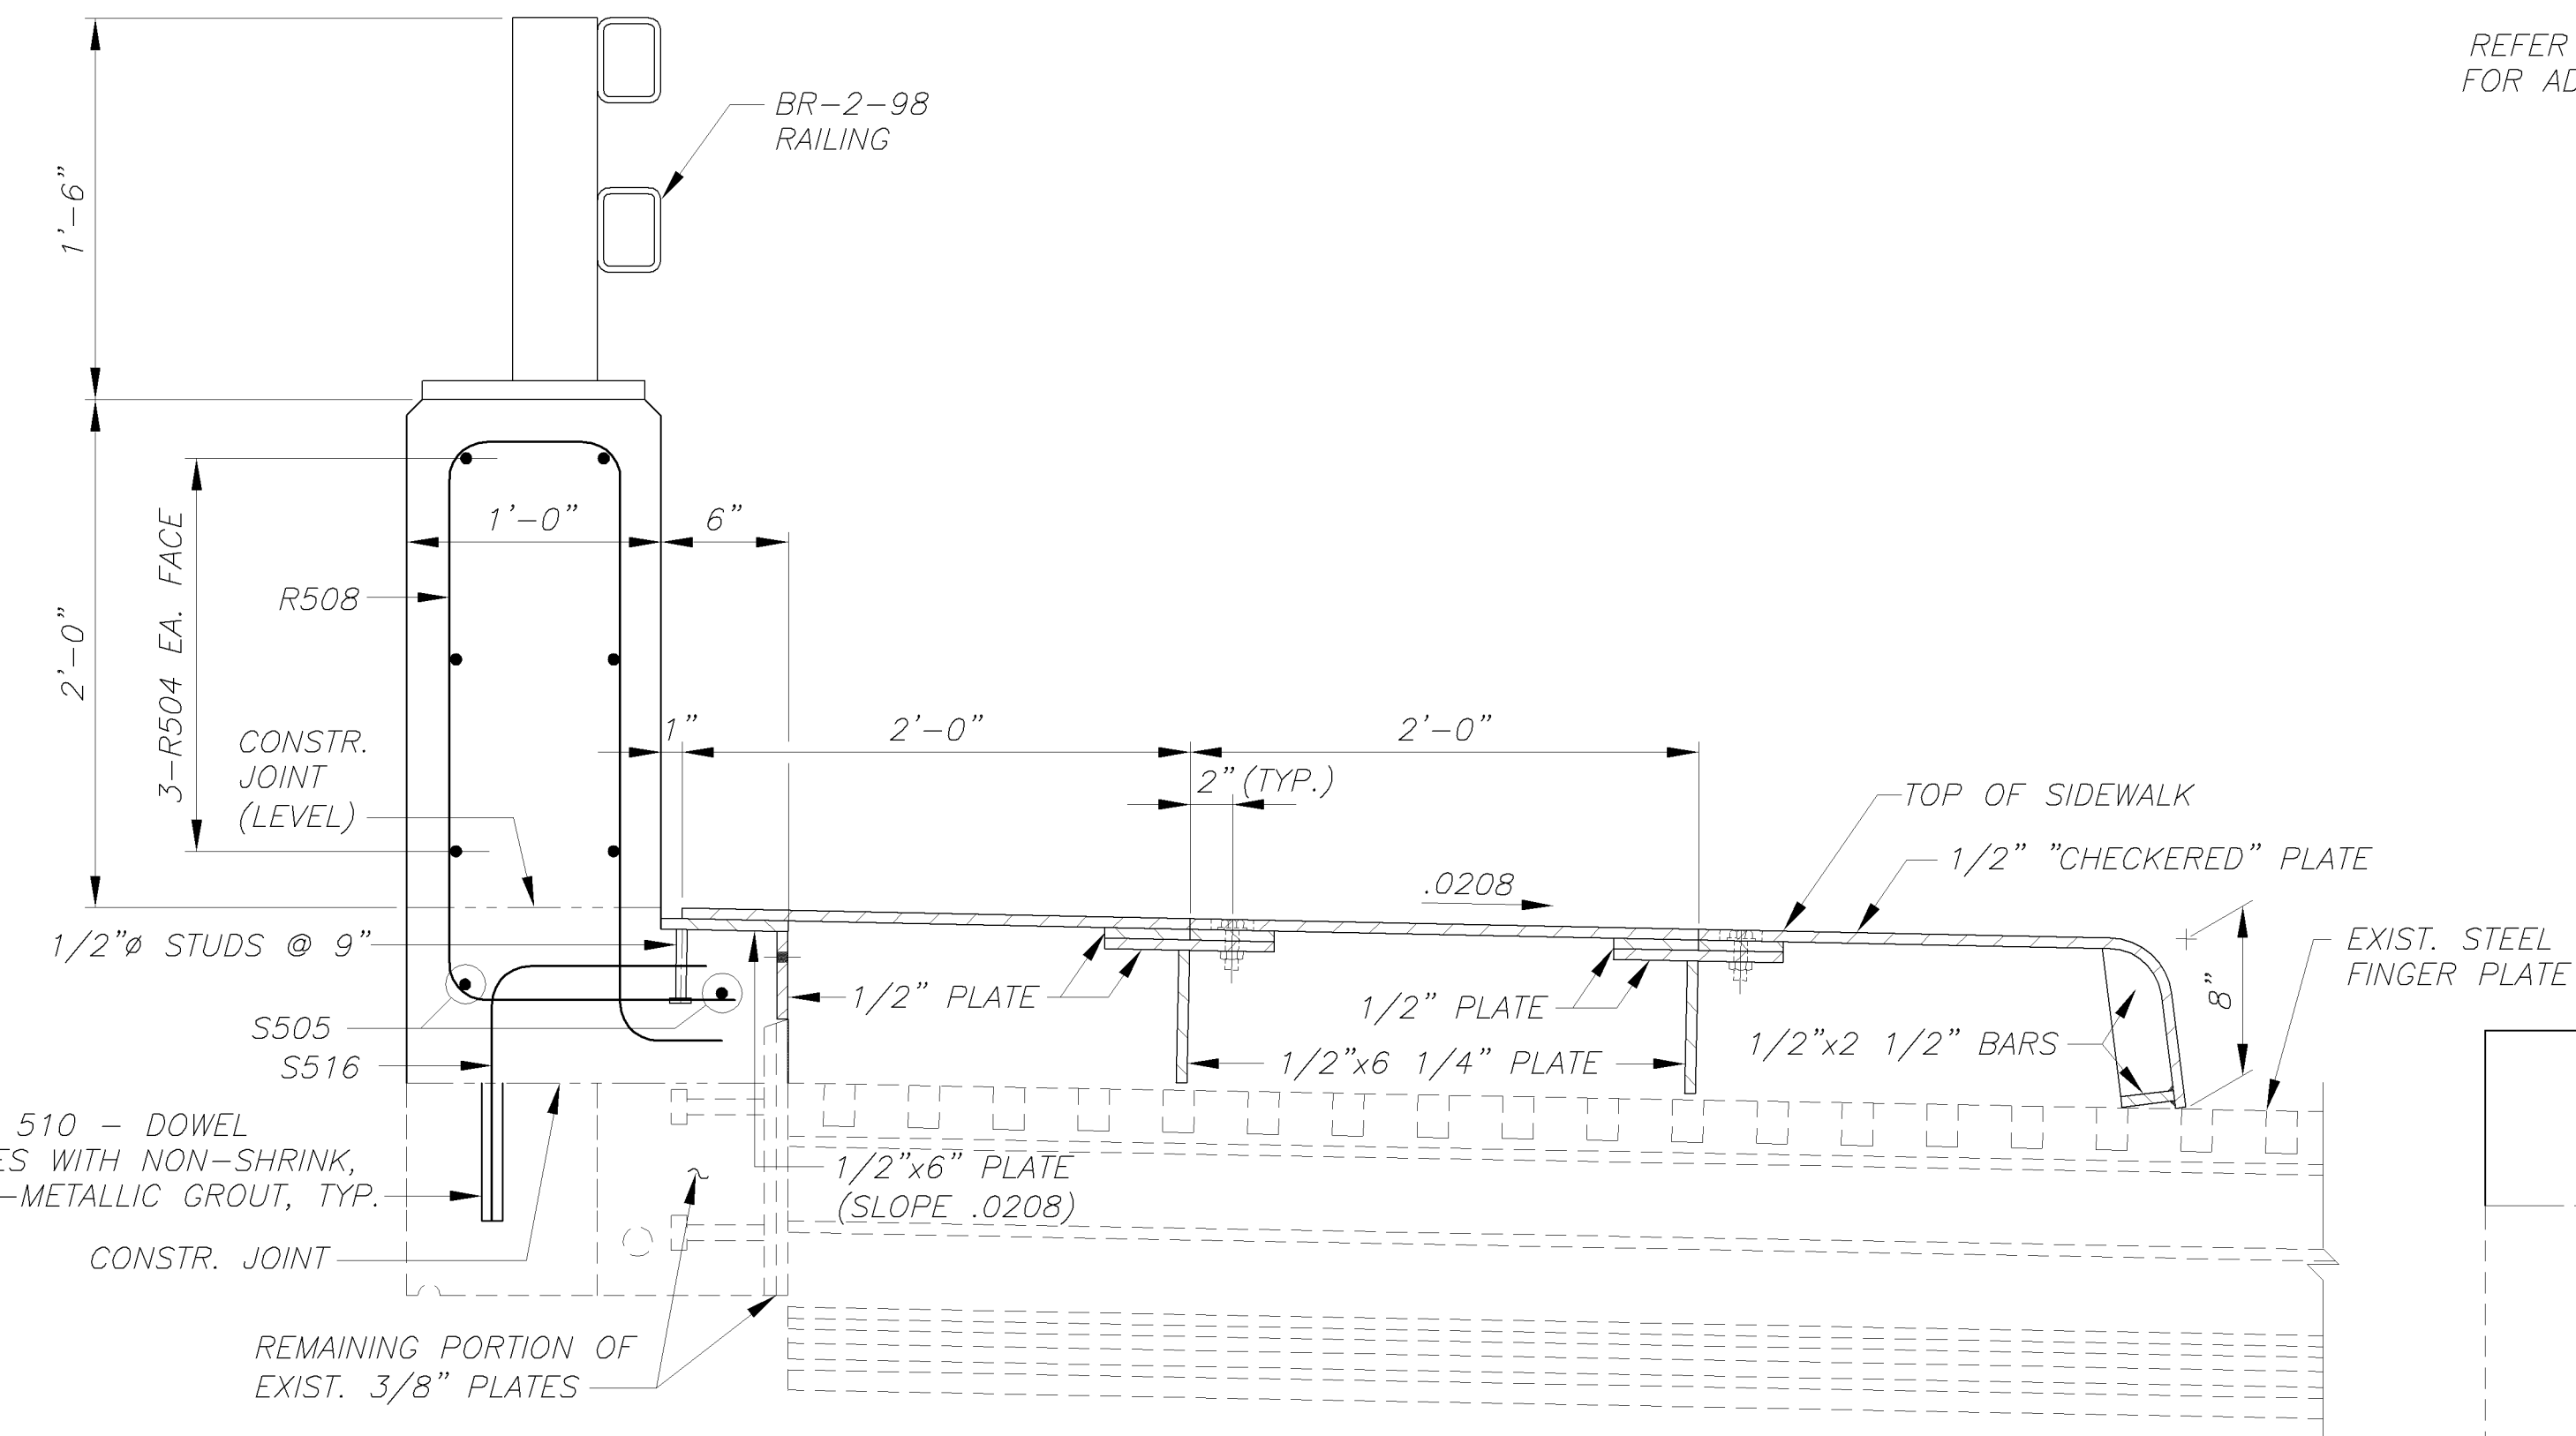 REFER
FOR AD
BR-2-98
RAILING
1'-6"
1'-0"
6"
3-R504 EA. FACE
R508
2'-0"
CONSTR.
JOINT
(LEVEL)
1"
2'-0"
2'-0"
2" (TYP.)
TOP OF SIDEWALK
1/2" "CHECKERED" PLATE
.0208
1/2"ø STUDS @ 9"
EXIST. STEEL
FINGER PLATE
8"
1/2" PLATE
1/2" PLATE
S505
S516
1/2"x6 1/4" PLATE
1/2"x2 1/2" BARS
510 - DOWEL
ES WITH NON-SHRINK,
-METALLIC GROUT, TYP.
1/2"x6" PLATE
(SLOPE .0208)
CONSTR. JOINT
REMAINING PORTION OF
EXIST. 3/8" PLATES